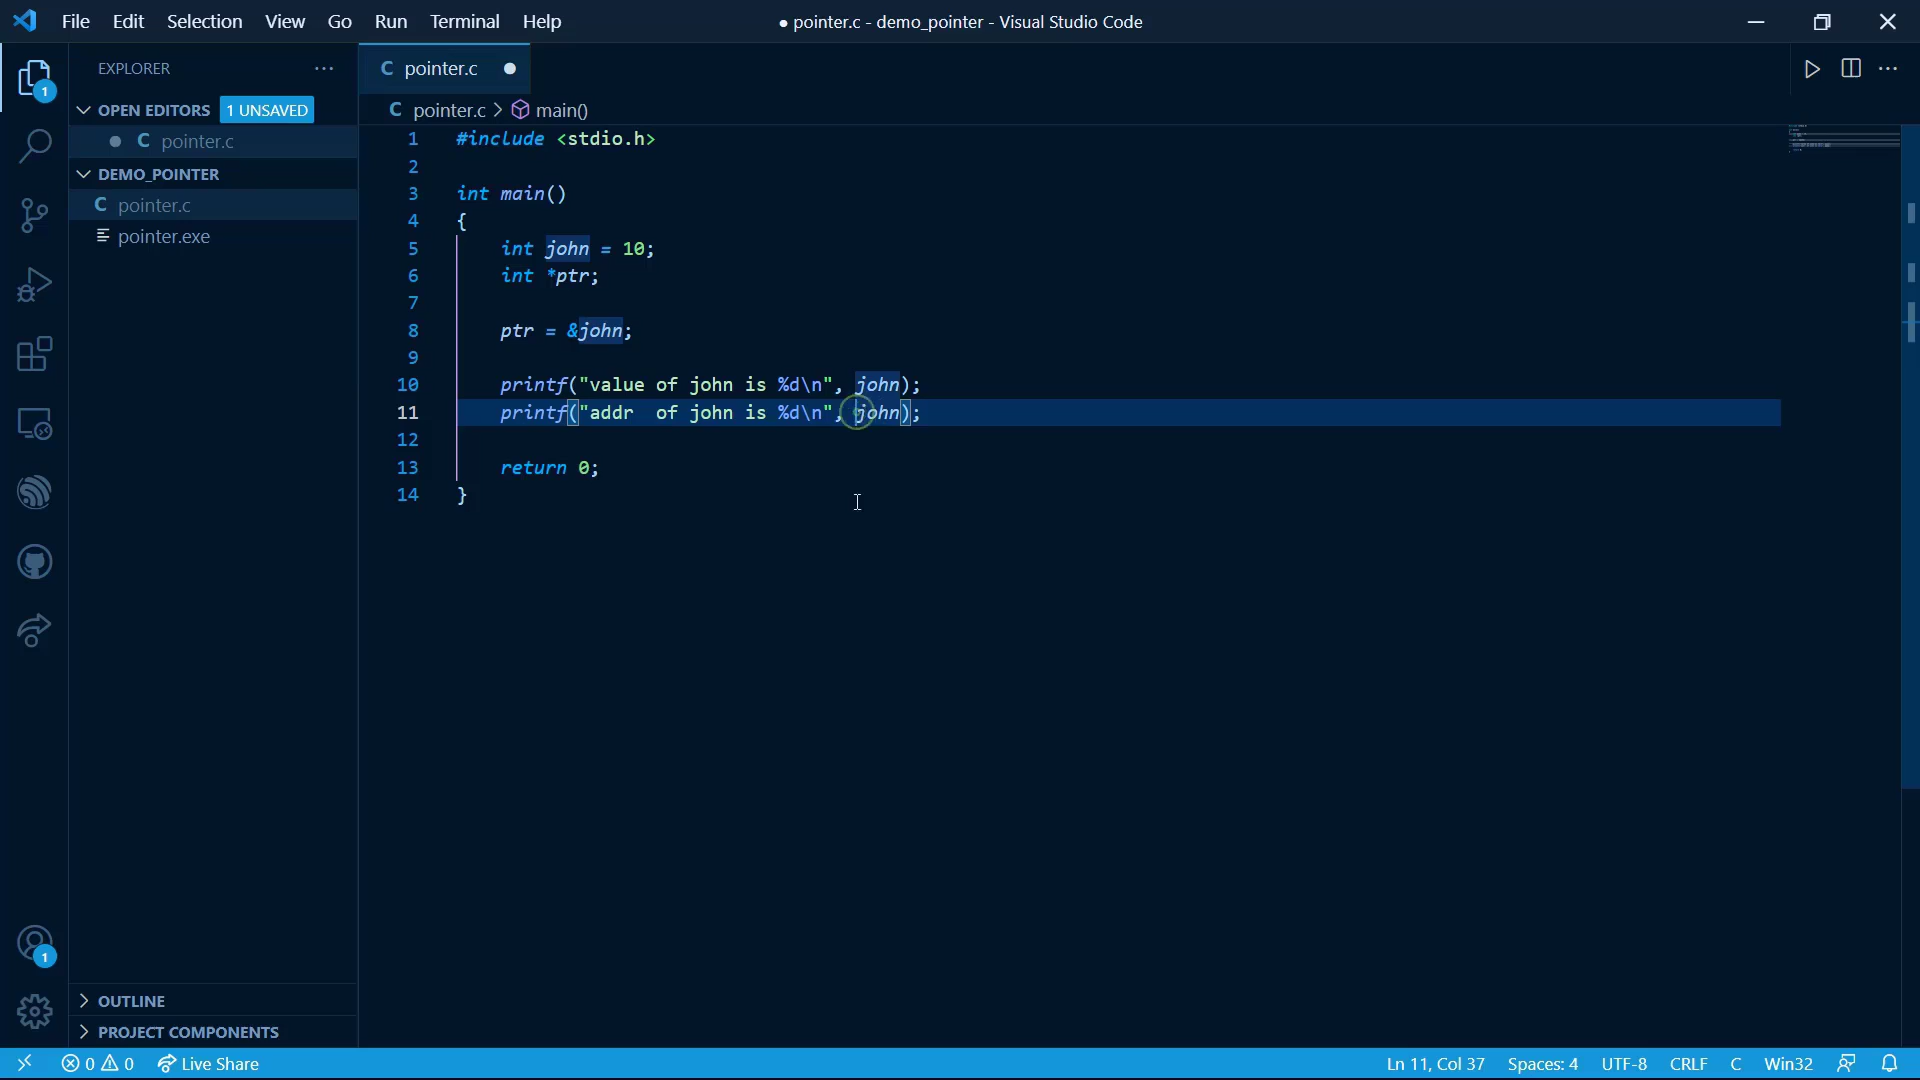 File Edit Selection View Go Run Terminal Help
● pointer.c - demo_pointer - Visual Studio Code
EXPLORER
1
OPEN EDITORS 1 UNSAVED
● C pointer.c
DEMO_POINTER
C pointer.c
pointer.exe
OUTLINE
PROJECT COMPONENTS
1
C pointer.c ●
C pointer.c > main()
1 #include <stdio.h>
2
3 int main()
4 {
5     int john = 10;
6     int *ptr;
7
8     ptr = &john;
9
10     printf("value of john is %d\n", john);
11     printf("addr  of john is %d\n", john);
12
13     return 0;
14 }
0 0 Live Share
Ln 11, Col 37 Spaces: 4 UTF-8 CRLF C Win32